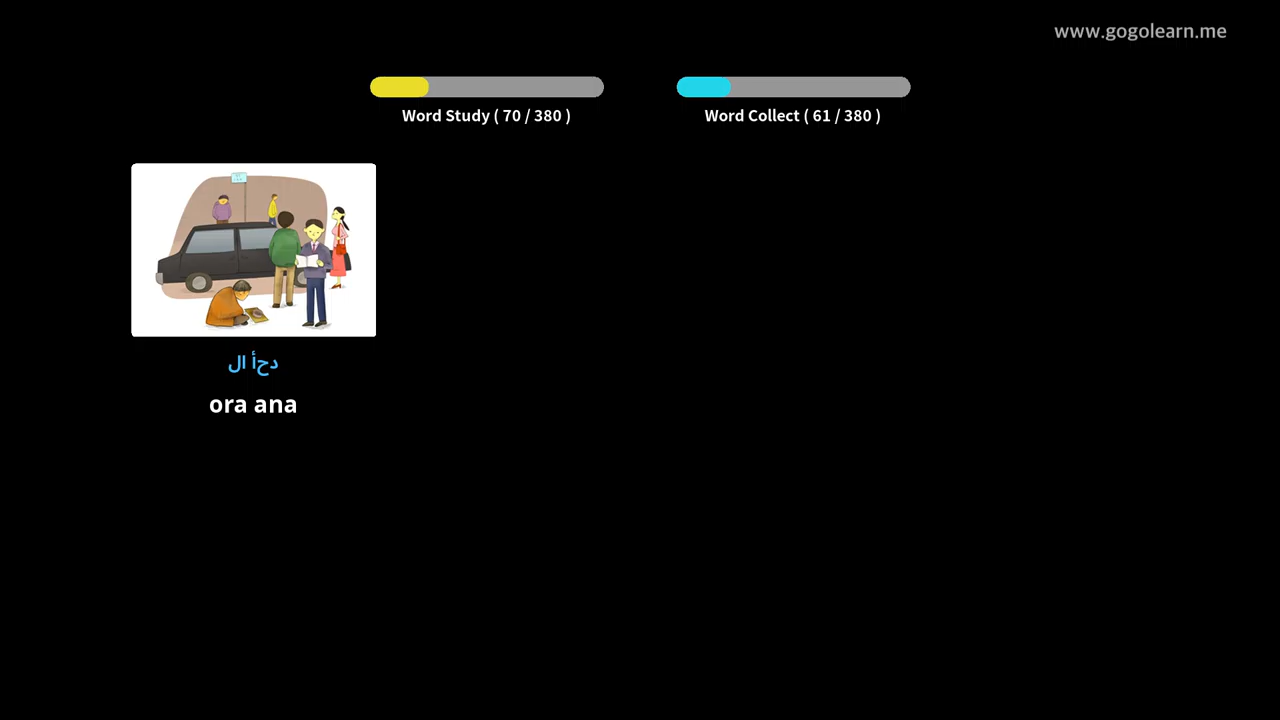 www.gogolearn.me
Word Study ( 70 / 380 )
Word Collect ( 61 / 380 )
دحأ ال
ora ana